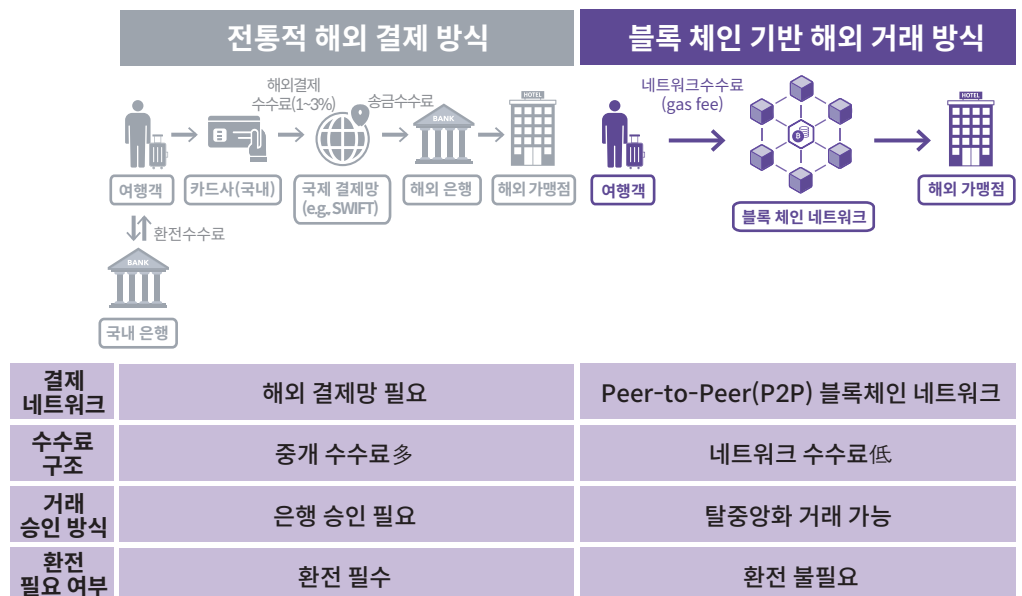 전통적 해외 결제 방식
해외결제
수수료(1~3%)
송금수수료
BANK
HOTEL
여행객
카드사(국내)
국제 결제망
(e.g. SWIFT)
해외 은행
해외 가맹점
환전수수료
BANK
국내 은행
블록 체인 기반 해외 거래 방식
네트워크수수료
(gas fee)
HOTEL
여행객
블록 체인 네트워크
해외 가맹점
결제
네트워크
해외 결제망 필요
Peer-to-Peer(P2P) 블록체인 네트워크
수수료
구조
중개 수수료多
네트워크 수수료低
거래
승인 방식
은행 승인 필요
탈중앙화 거래 가능
환전
필요 여부
환전 필수
환전 불필요